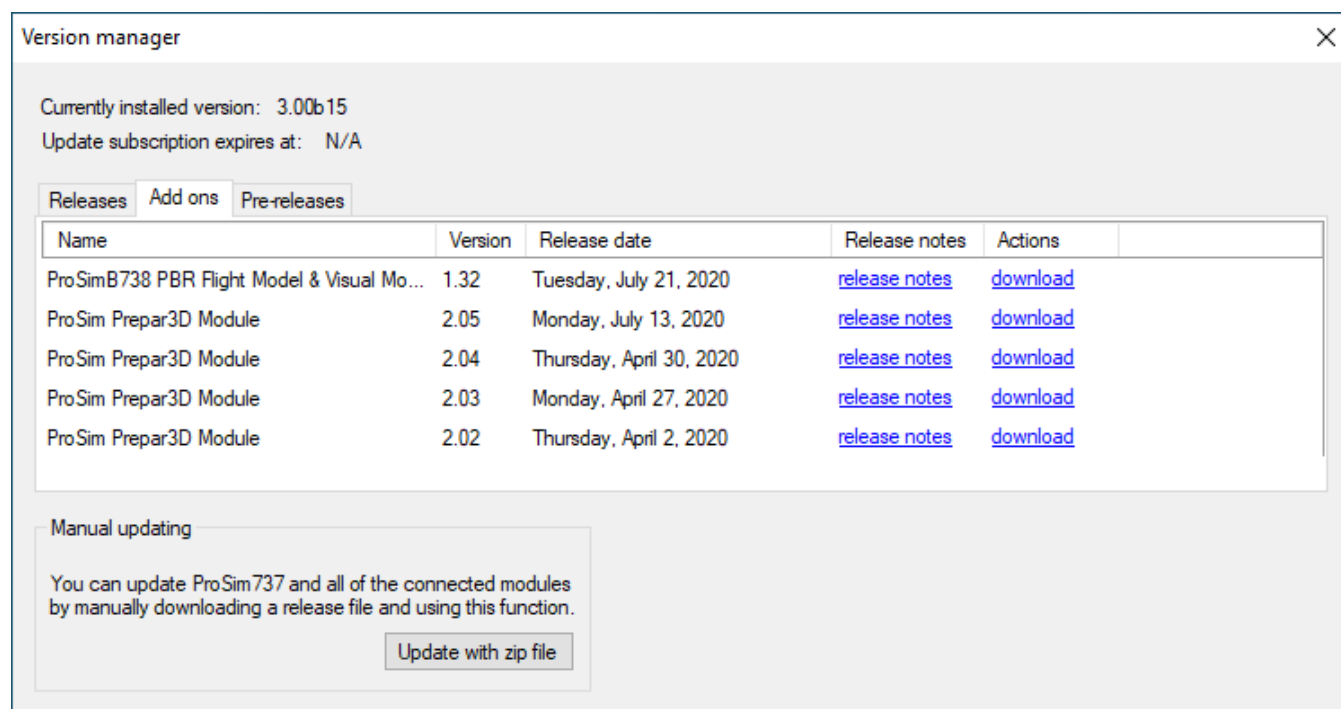 Version manager
Currently installed version: 3.00b15
Update subscription expires at: N/A
Releases Add ons Pre-releases
Name Version Release date Release notes Actions
ProSimB738 PBR Flight Model & Visual Mo... 1.32 Tuesday, July 21, 2020 release notes download
ProSim Prepar3D Module 2.05 Monday, July 13, 2020 release notes download
ProSim Prepar3D Module 2.04 Thursday, April 30, 2020 release notes download
ProSim Prepar3D Module 2.03 Monday, April 27, 2020 release notes download
ProSim Prepar3D Module 2.02 Thursday, April 2, 2020 release notes download
Manual updating
You can update ProSim737 and all of the connected modules
by manually downloading a release file and using this function.
Update with zip file